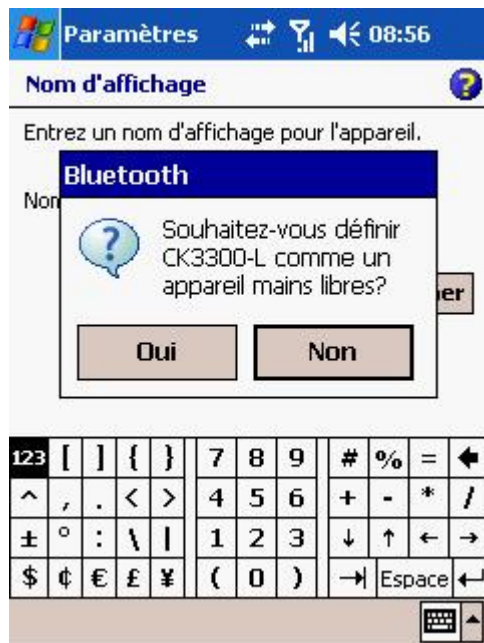 Paramètres 08:56
Nom d'affichage
Entrez un nom d'affichage pour l'appareil.
Bluetooth
Souhaitez-vous définir
CK3300-L comme un
appareil mains libres?
Oui Non
123 [ ] { } 7 8 9 # % =
^ , . < > 4 5 6 + - * /
± ° : \ | 1 2 3 ↓ ↑ ← →
$ ¢ € £ ¥ ( 0 ) Espace